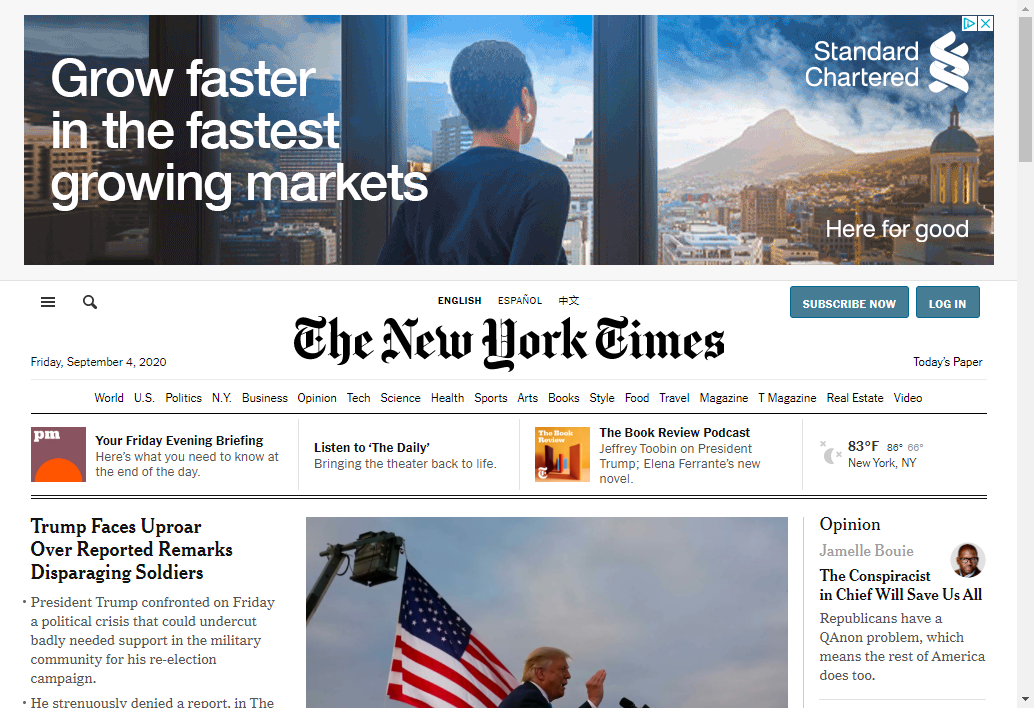 Grow faster
in the fastest
growing markets
Standard
Chartered
Here for good
ENGLISH ESPAÑOL 中文
SUBSCRIBE NOW LOG IN
The New York Times
Friday, September 4, 2020
Today's Paper
World U.S. Politics N.Y. Business Opinion Tech Science Health Sports Arts Books Style Food Travel Magazine T Magazine Real Estate Video
pm
Your Friday Evening Briefing
Here's what you need to know at
the end of the day.
Listen to ‘The Daily’
Bringing the theater back to life.
The Book
Review
The Book Review Podcast
Jeffrey Toobin on President
Trump; Elena Ferrante's new
novel.
83°F 86° 66°
New York, NY
Trump Faces Uproar
Over Reported Remarks
Disparaging Soldiers
• President Trump confronted on Friday
a political crisis that could undercut
badly needed support in the military
community for his re-election
campaign.
• He strenuously denied a report, in The
Opinion
Jamelle Bouie
The Conspiracist
in Chief Will Save Us All
Republicans have a
QAnon problem, which
means the rest of America
does too.